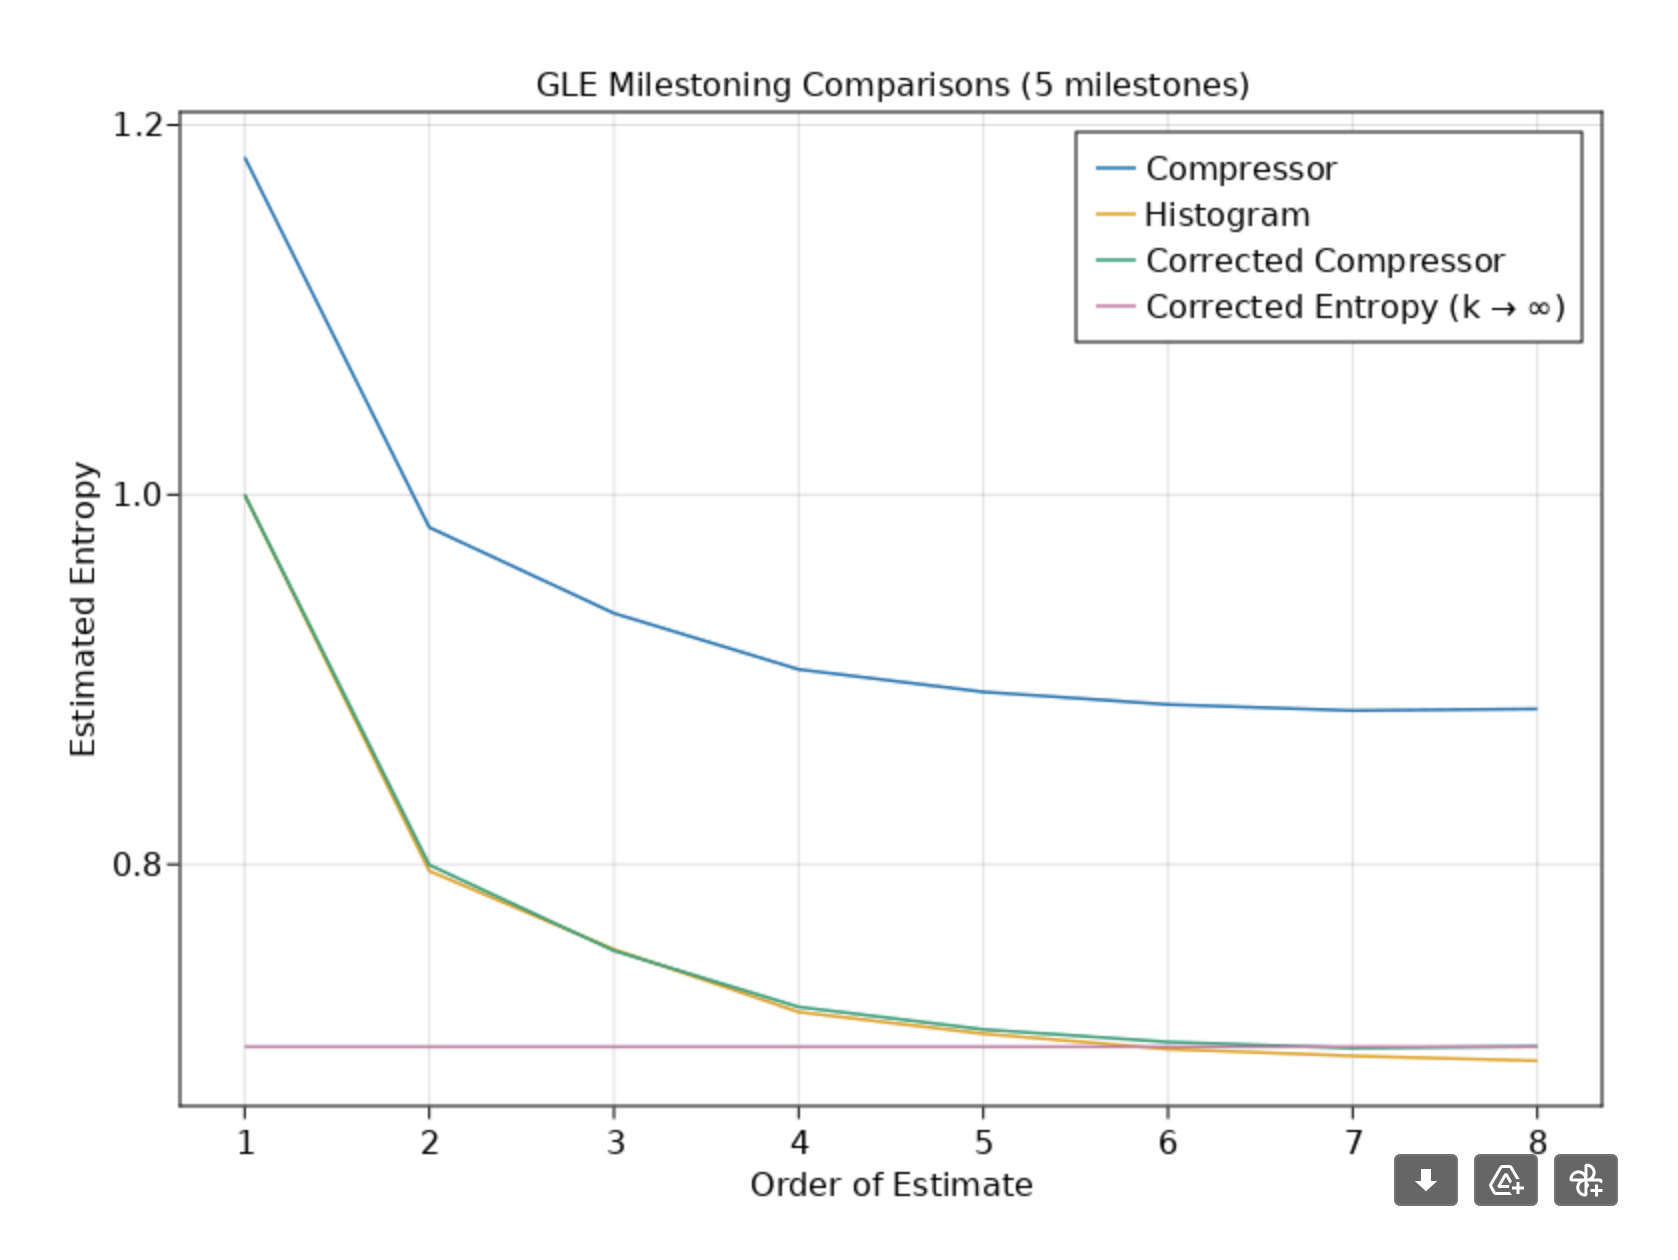 GLE Milestoning Comparisons (5 milestones)
1.2
1.0
0.8
Estimated Entropy
Compressor
Histogram
Corrected Compressor
Corrected Entropy (k → ∞)
1 2 3 4 5 6 7 8
Order of Estimate